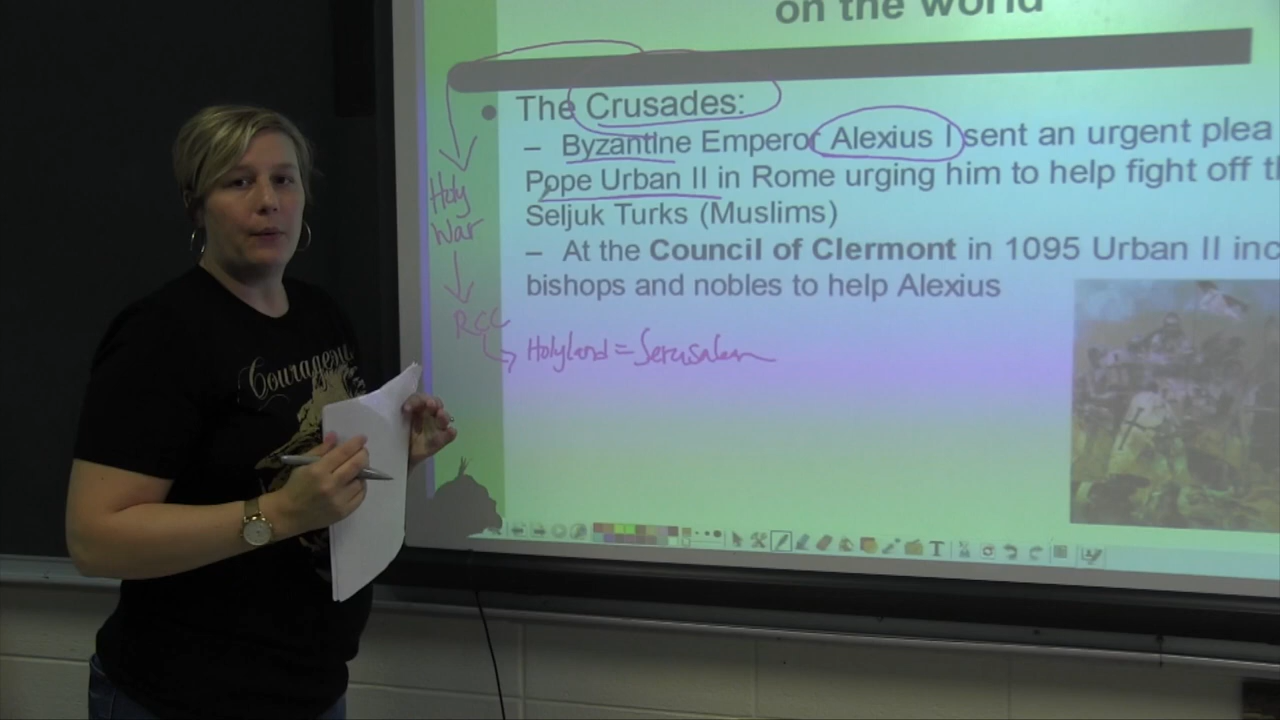 on the world
The Crusades:
– Byzantine Emperor Alexius I sent an urgent plea
Pope Urban II in Rome urging him to help fight off th
Seljuk Turks (Muslims)
– At the Council of Clermont in 1095 Urban II inc
bishops and nobles to help Alexius
Holy
War
RCC
Holyland = Jerusalem
Courageous
T